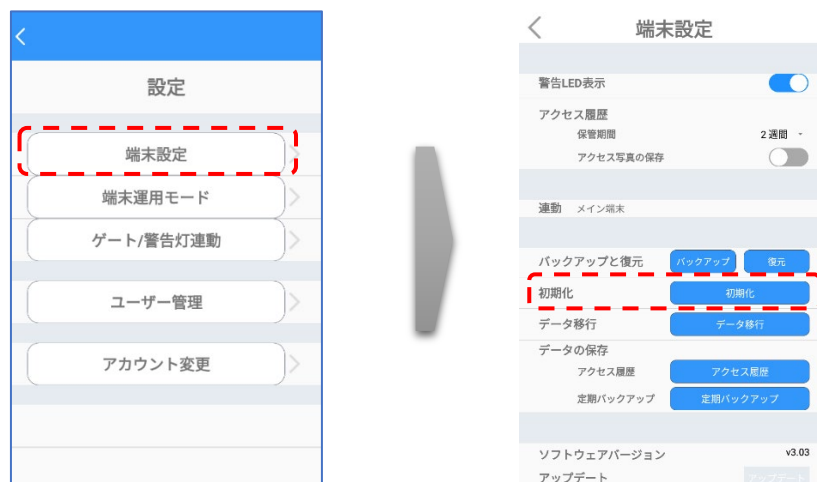 設定
端末設定
端末運用モード
ゲート/警告灯連動
ユーザー管理
アカウント変更
端末設定
警告LED表示
アクセス履歴
保管期間 2週間
アクセス写真の保存
連動 メイン端末
バックアップと復元 バックアップ 復元
初期化 初期化
データ移行 データ移行
データの保存
アクセス履歴 アクセス履歴
定期バックアップ 定期バックアップ
ソフトウェアバージョン v3.03
アップデート アップデート